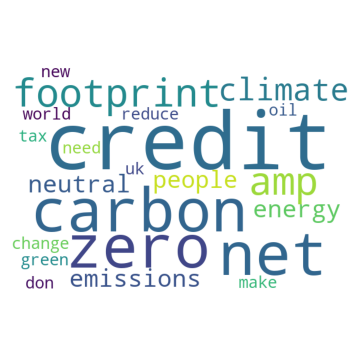 new
footprint climate
world reduce oil
tax credit
need
uk
neutral people amp
carbon energy
change zero net
green
don emissions make